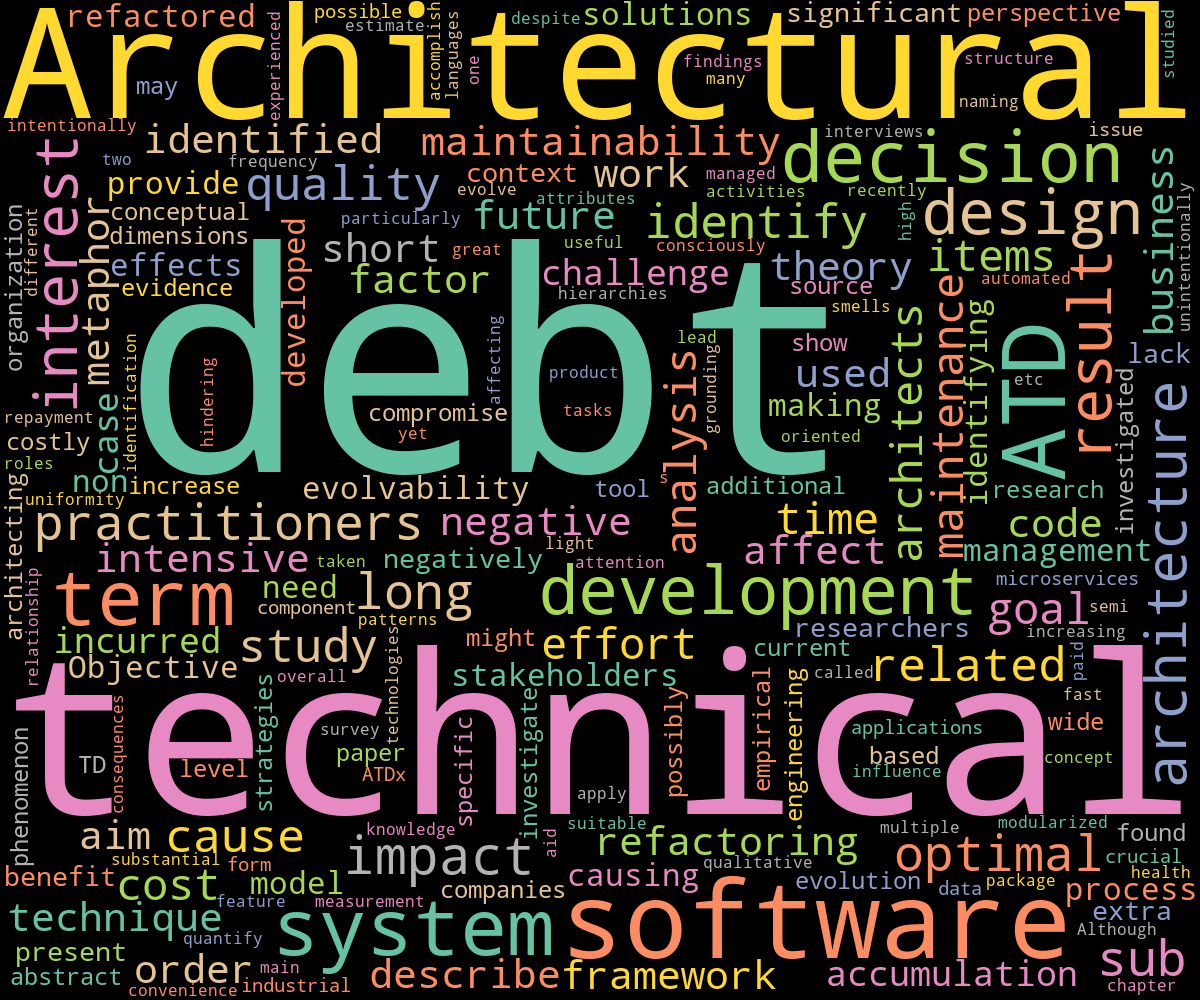 refactored
possible
estimate
experienced
accomplish
languages
despite
solutions
significant
perspective
studied
Architectural
may
one
findings
many
structure
naming
intentionally
identified
maintainability
interviews
issue
decision
two
frequency
context
work
managed
provide
quality
evolve
attributes
activities
recently
business
unintentionally
interest
metaphor
conceptual
dimensions
particularly
future
identify
high
design
organization
different
developed
short
great
useful
consciously
theory
items
effects
evidence
factor
challenge
hierarchies
source
automated
smells
debt
lead
show
lack
result
ATD
etc
used
making
oriented
architects
maintenance
identifying
investigated
architecture
affecting
product
tasks
compromise
yet
hindering
identification
case
analysis
grounding
s
repayment
costly
roles
non
increase
evolvability
tool
additional
research
uniformity
architecting
practitioners
negative
time
code
intensive
taken
negatively
light
attention
affect
management
term
need
component
long
patterns
development
microservices
goal
semi
relationship
incurred
study
might
effort
researchers
increasing
Objective
overall
technologies
stakeholders
current
called
related
paid
technical
fast
wide
concept
phenomenon
TD
consequences
level
strategies
survey
paper
ATDx
specific
investigate
possibly
apply
empirical
engineering
applications
based
influence
aim
cause
knowledge
aid
suitable
refactoring
multiple
modularized
found
substantial
form
impact
qualitative
optimal
crucial
health
benefit
cost
model
companies
causing
evolution
data
package
process
technique
feature
measurement
system
software
extra
Although
quantify
present
abstract
order
main
convenience
industrial
describe
framework
accumulation
sub
chapter